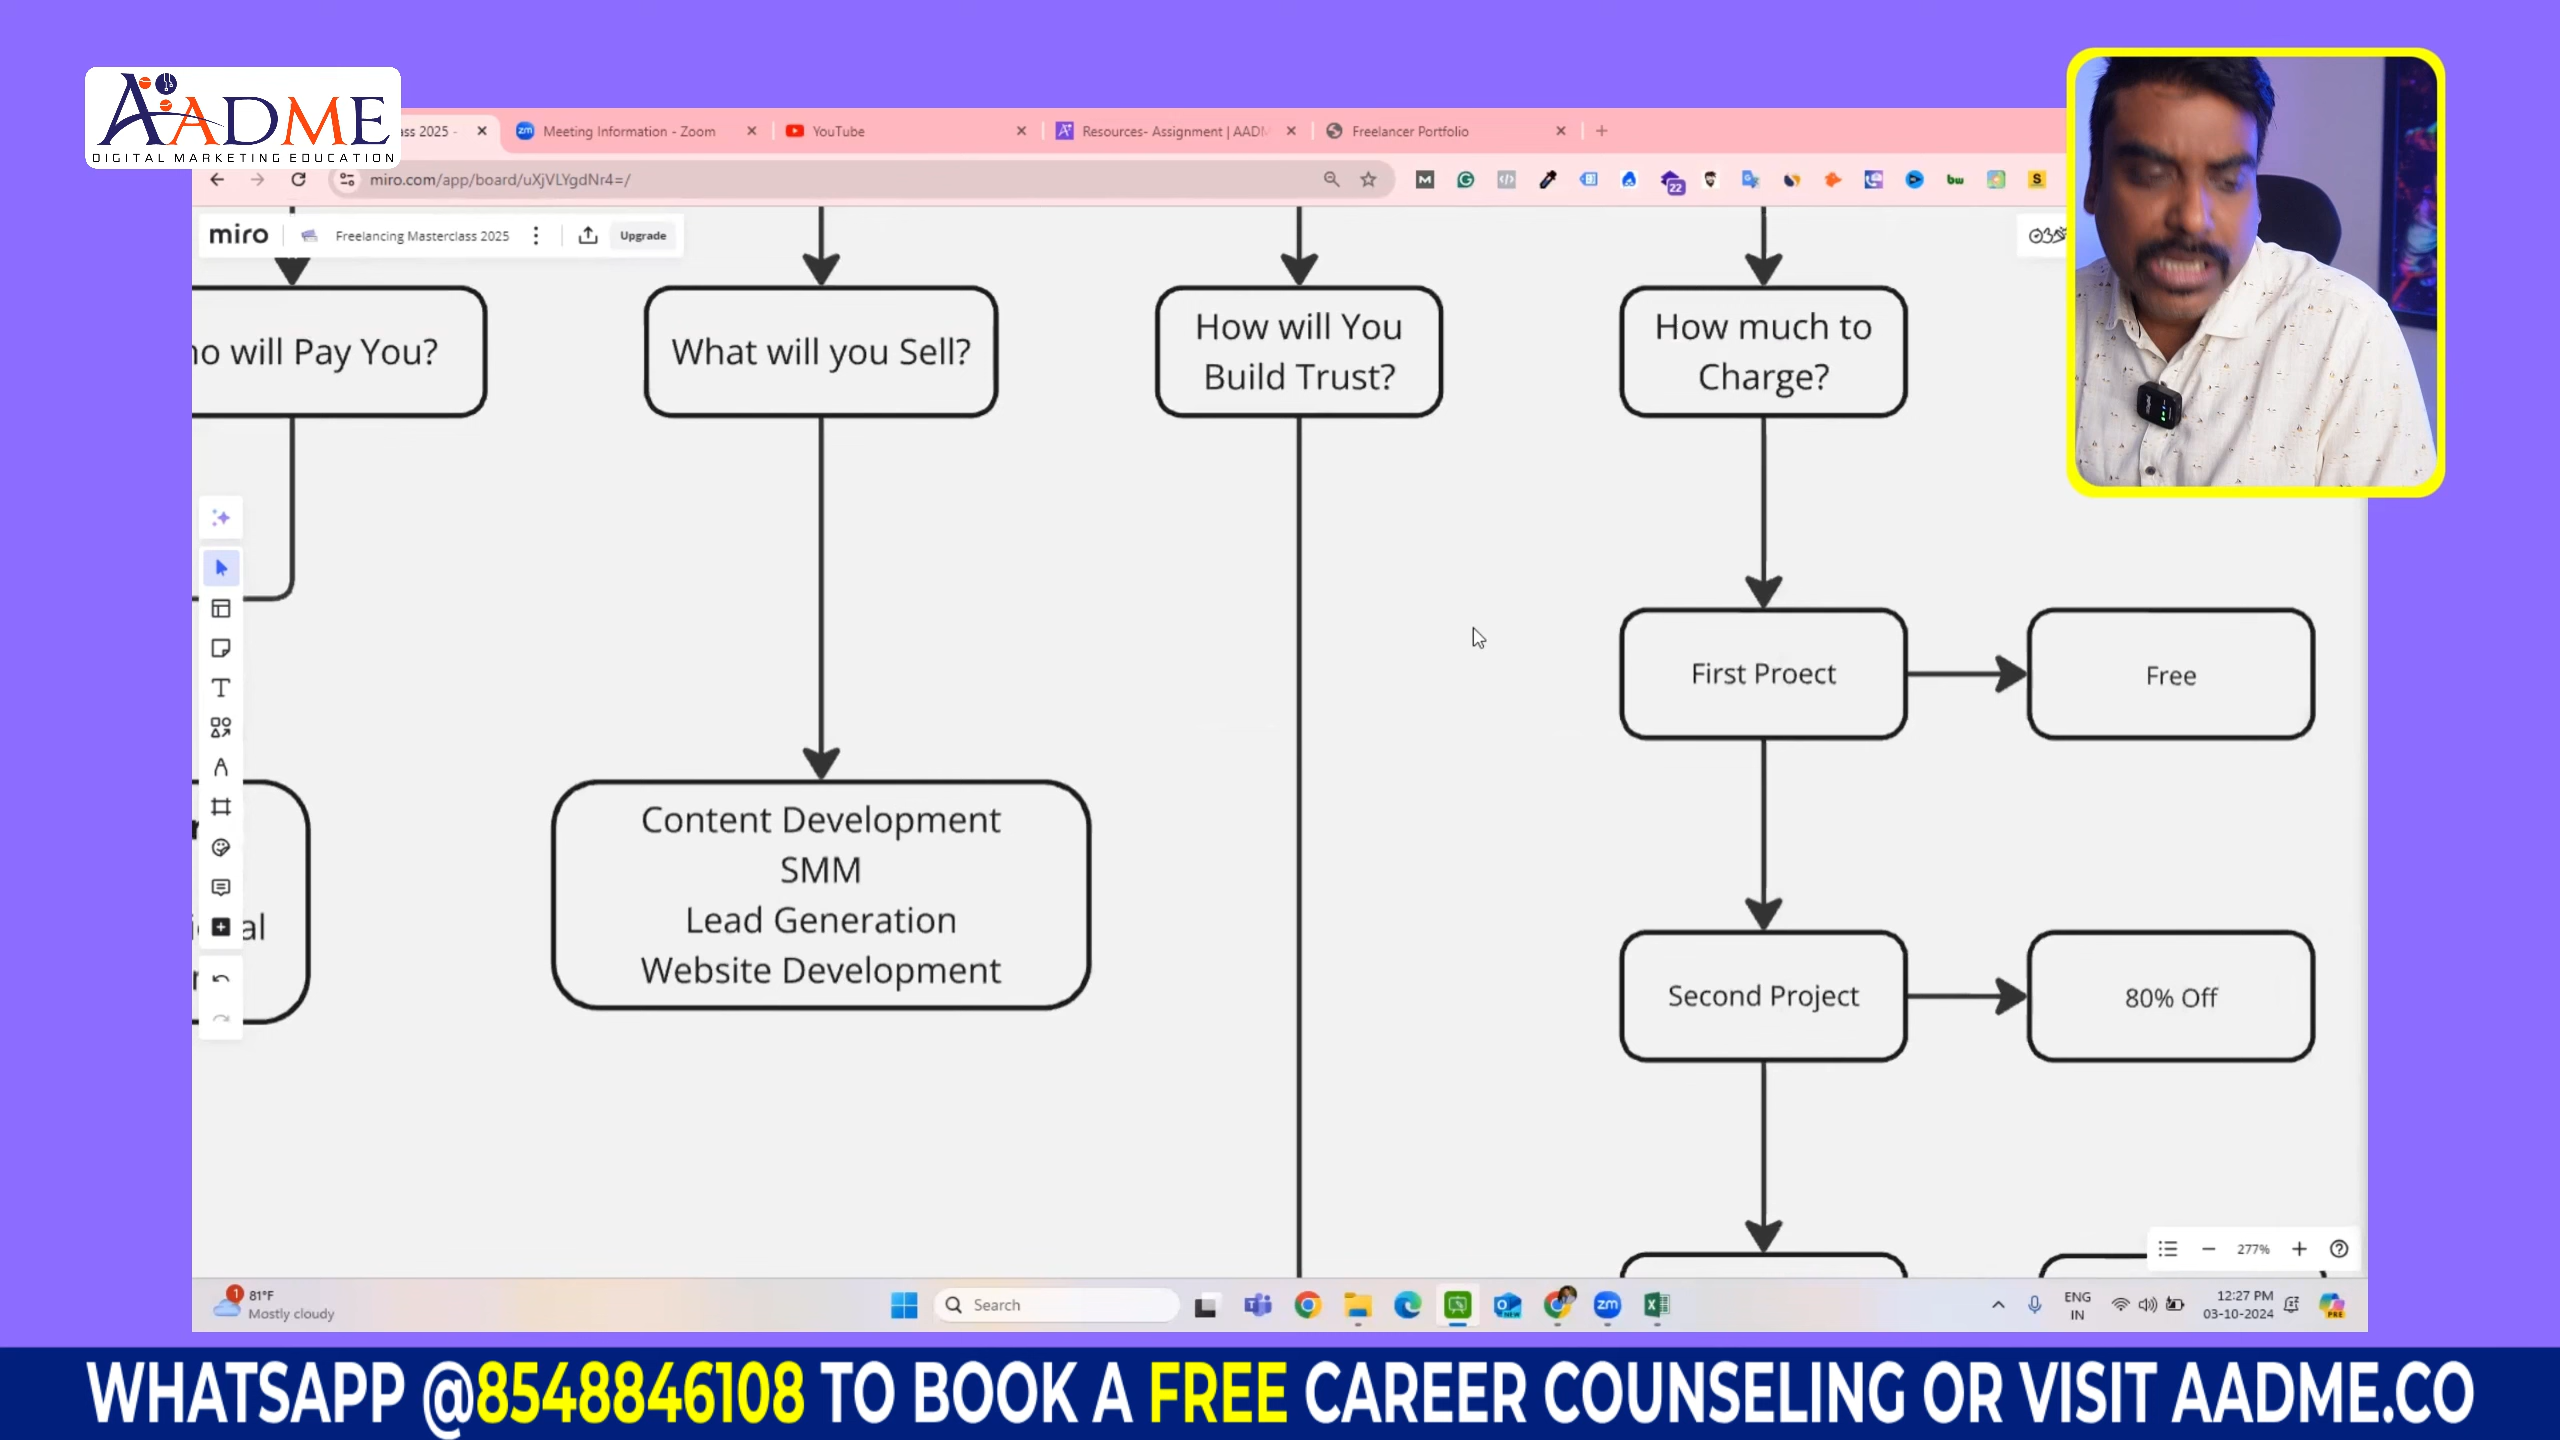 AADME
DIGITAL MARKETING EDUCATION
ass 2025 -
Meeting Information - Zoom
YouTube
Resources- Assignment | AADM
Freelancer Portfolio
miro.com/app/board/uXjVLYgdNr4=/
22
miro
Freelancing Masterclass 2025
Upgrade
ho will Pay You?
What will you Sell?
How will You
Build Trust?
How much to
Charge?
First Proect
Free
Content Development
SMM
Lead Generation
Website Development
Second Project
80% Off
277%
1
81°F
Mostly cloudy
Search
ENG
IN
12:27 PM
03-10-2024
WHATSAPP @8548846108 TO BOOK A FREE CAREER COUNSELING OR VISIT AADME.CO